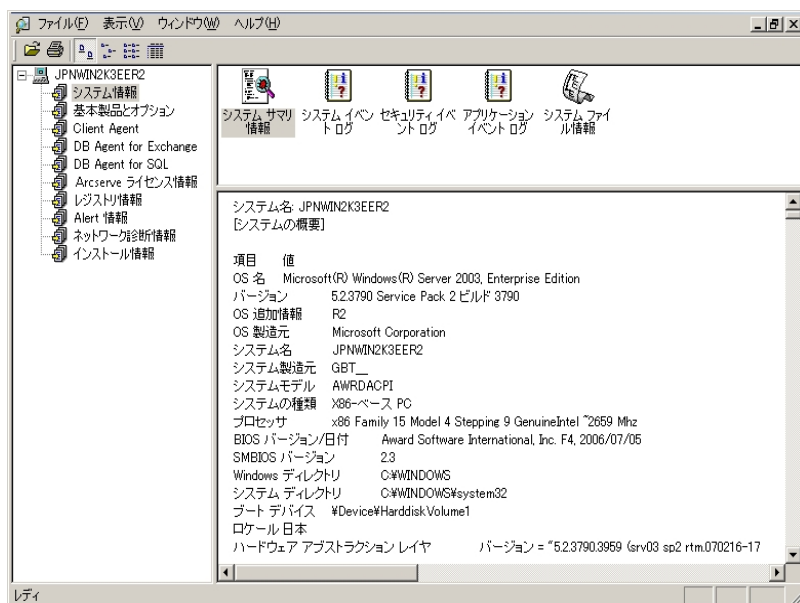 ファイル(F) 表示(V) ウィンドウ(W) ヘルプ(H)
JPNWIN2K3EER2
システム情報
基本製品とオプション
Client Agent
DB Agent for Exchange
DB Agent for SQL
Arcserve ライセンス情報
レジストリ情報
Alert 情報
ネットワーク診断情報
インストール情報
システム サマリ 情報
システム イベント ログ
セキュリティ イベント ログ
アプリケーション イベント ログ
システム ファイル情報
システム名: JPNWIN2K3EER2
[システムの概要]
項目 値
OS 名 Microsoft(R) Windows(R) Server 2003, Enterprise Edition
バージョン 5.2.3790 Service Pack 2 ビルド 3790
OS 追加情報 R2
OS 製造元 Microsoft Corporation
システム名 JPNWIN2K3EER2
システム製造元 GBT__
システムモデル AWRDACPI
システムの種類 X86-ベース PC
プロセッサ x86 Family 15 Model 4 Stepping 9 GenuineIntel ~2659 Mhz
BIOS バージョン/日付 Award Software International, Inc. F4, 2006/07/05
SMBIOS バージョン 2.3
Windows ディレクトリ C:¥WINDOWS
システム ディレクトリ C:¥WINDOWS¥system32
ブート デバイス ¥Device¥HarddiskVolume1
ロケール 日本
ハードウェア アブストラクション レイヤ バージョン = "5.2.3790.3959 (srv03_sp2_rtm.070216-17
レディ